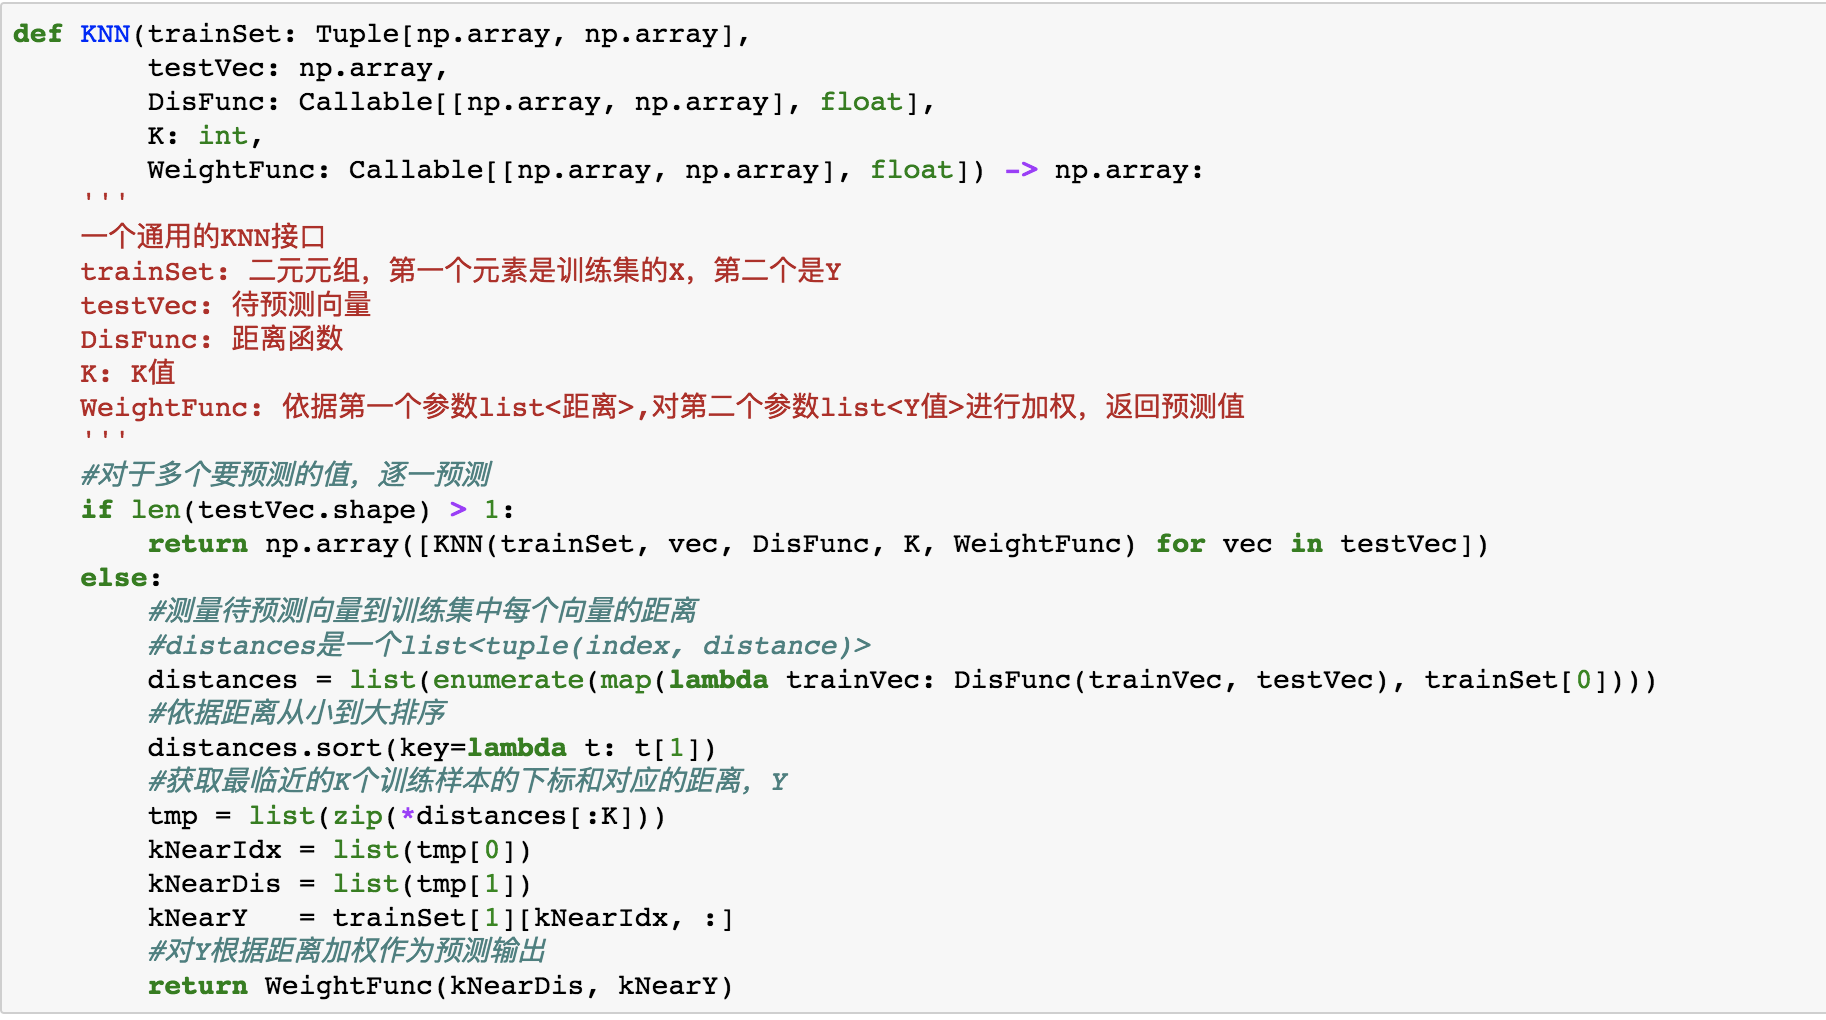 def KNN(trainSet: Tuple[np.array, np.array],
        testVec: np.array,
        DisFunc: Callable[[np.array, np.array], float],
        K: int,
        WeightFunc: Callable[[np.array, np.array], float]) -> np.array:
    '''
    一个通用的KNN接口
    trainSet: 二元元组, 第一个元素是训练集的X, 第二个是Y
    testVec: 待预测向量
    DisFunc: 距离函数
    K: K值
    WeightFunc: 依据第一个参数list<距离>,对第二个参数list<Y值>进行加权, 返回预测值
    '''
    #对于多个要预测的值, 逐一预测
    if len(testVec.shape) > 1:
        return np.array([KNN(trainSet, vec, DisFunc, K, WeightFunc) for vec in testVec])
    else:
        #测量待预测向量到训练集中每个向量的距离
        #distances是一个list<tuple(index, distance)>
        distances = list(enumerate(map(lambda trainVec: DisFunc(trainVec, testVec), trainSet[0])))
        #依据距离从小到大排序
        distances.sort(key=lambda t: t[1])
        #获取最临近的K个训练样本的下标和对应的距离, Y
        tmp = list(zip(*distances[:K]))
        kNearIdx = list(tmp[0])
        kNearDis = list(tmp[1])
        kNearY   = trainSet[1][kNearIdx, :]
        #对Y根据距离加权作为预测输出
        return WeightFunc(kNearDis, kNearY)